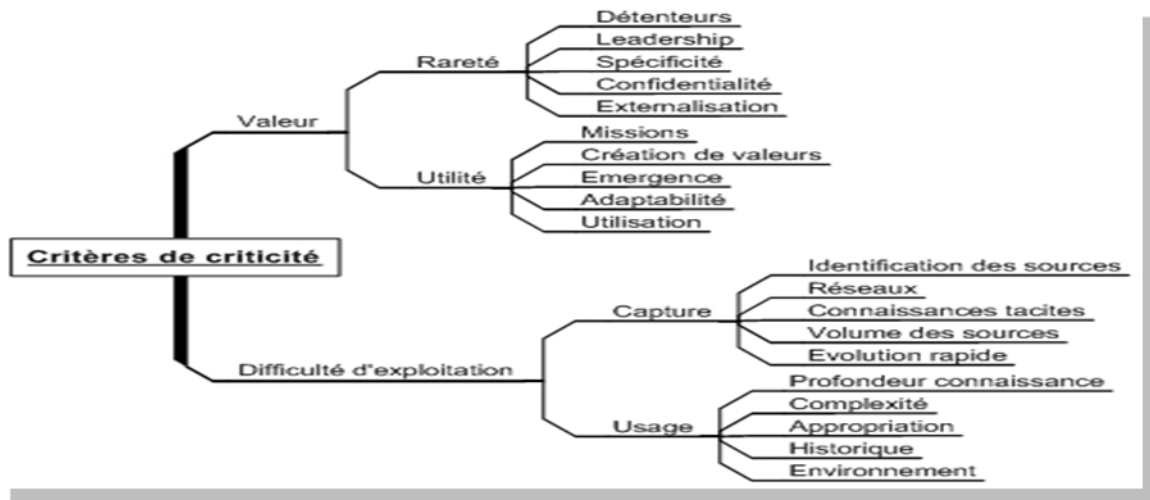 Détenteurs
Leadership
Rareté
Spécificité
Confidentialité
Externalisation
Valeur
Missions
Création de valeurs
Utilité
Emergence
Adaptabilité
Utilisation
Critères de criticité
Identification des sources
Réseaux
Capture
Connaissances tacites
Volume des sources
Evolution rapide
Difficulté d'exploitation
Profondeur connaissance
Complexité
Usage
Appropriation
Historique
Environnement